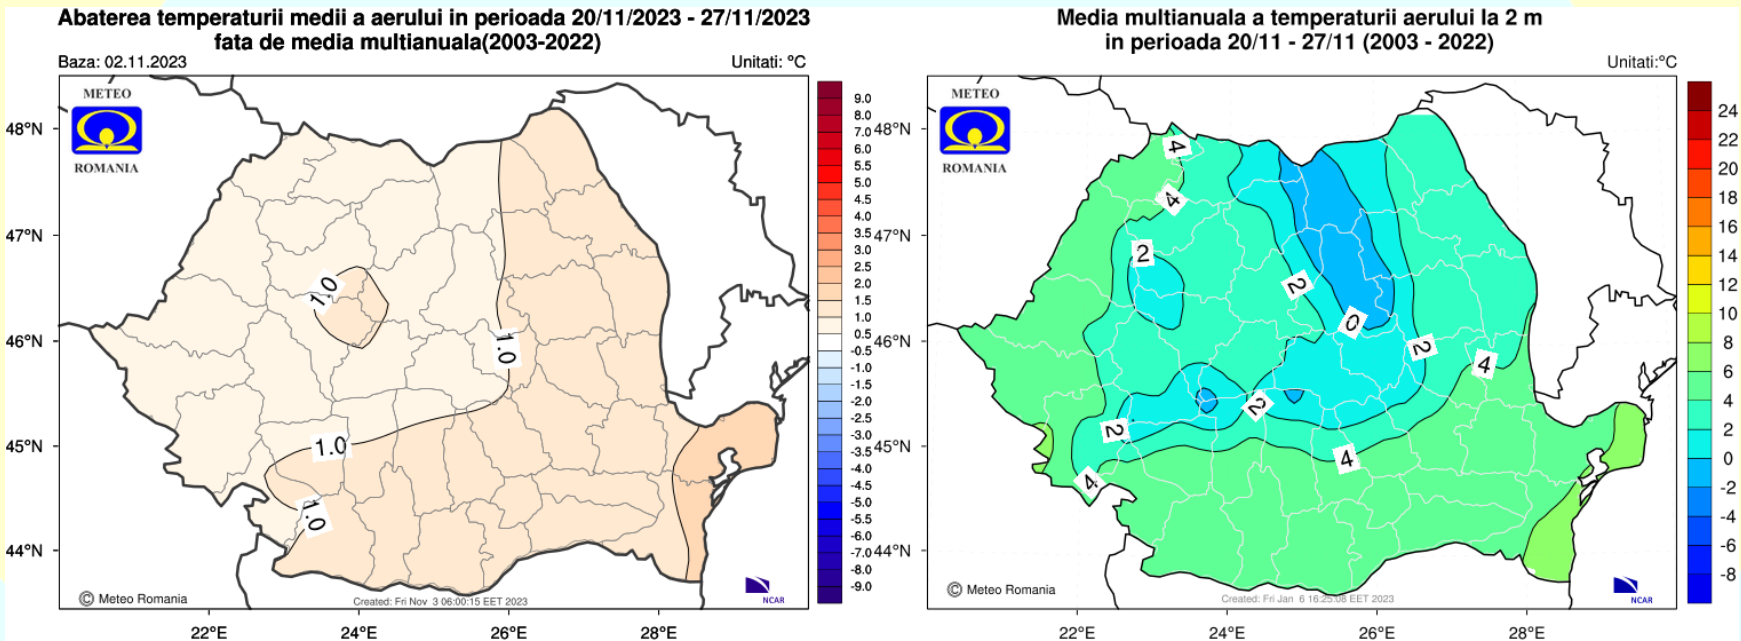 Abaterea temperaturii medii a aerului in perioada 20/11/2023 - 27/11/2023
fata de media multianuala(2003-2022)
Baza: 02.11.2023
Unitati: °C
METEO
ROMANIA
48°N
47°N
46°N
45°N
44°N
22°E
24°E
26°E
28°E
1.0
1.0
1.0
1.0
9.0
8.0
7.0
6.0
5.5
5.0
4.5
4.0
3.5
3.0
2.5
2.0
1.5
1.0
0.5
-0.5
-1.0
-1.5
-2.0
-2.5
-3.0
-3.5
-4.0
-4.5
-5.0
-5.5
-6.0
-7.0
-8.0
-9.0
© Meteo Romania
Created: Fri Nov 3 06:00:15 EET 2023
NCAR
Media multianuala a temperaturii aerului la 2 m
in perioada 20/11 - 27/11 (2003 - 2022)
Unitati:°C
METEO
ROMANIA
48°N
47°N
46°N
45°N
44°N
22°E
24°E
26°E
28°E
4
4
2
2
0
2
4
2
2
4
4
24
22
20
18
16
14
12
10
8
6
4
2
0
-2
-4
-6
-8
© Meteo Romania
Created: Fri Jan 6 16:25:08 EET 2023
NCAR